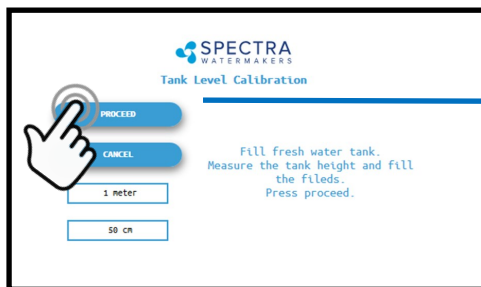 SPECTRA
WATERMAKERS
Tank Level Calibration
PROCEED
CANCEL
1 meter
50 cm
Fill fresh water tank.
Measure the tank height and fill
the fileds.
Press proceed.